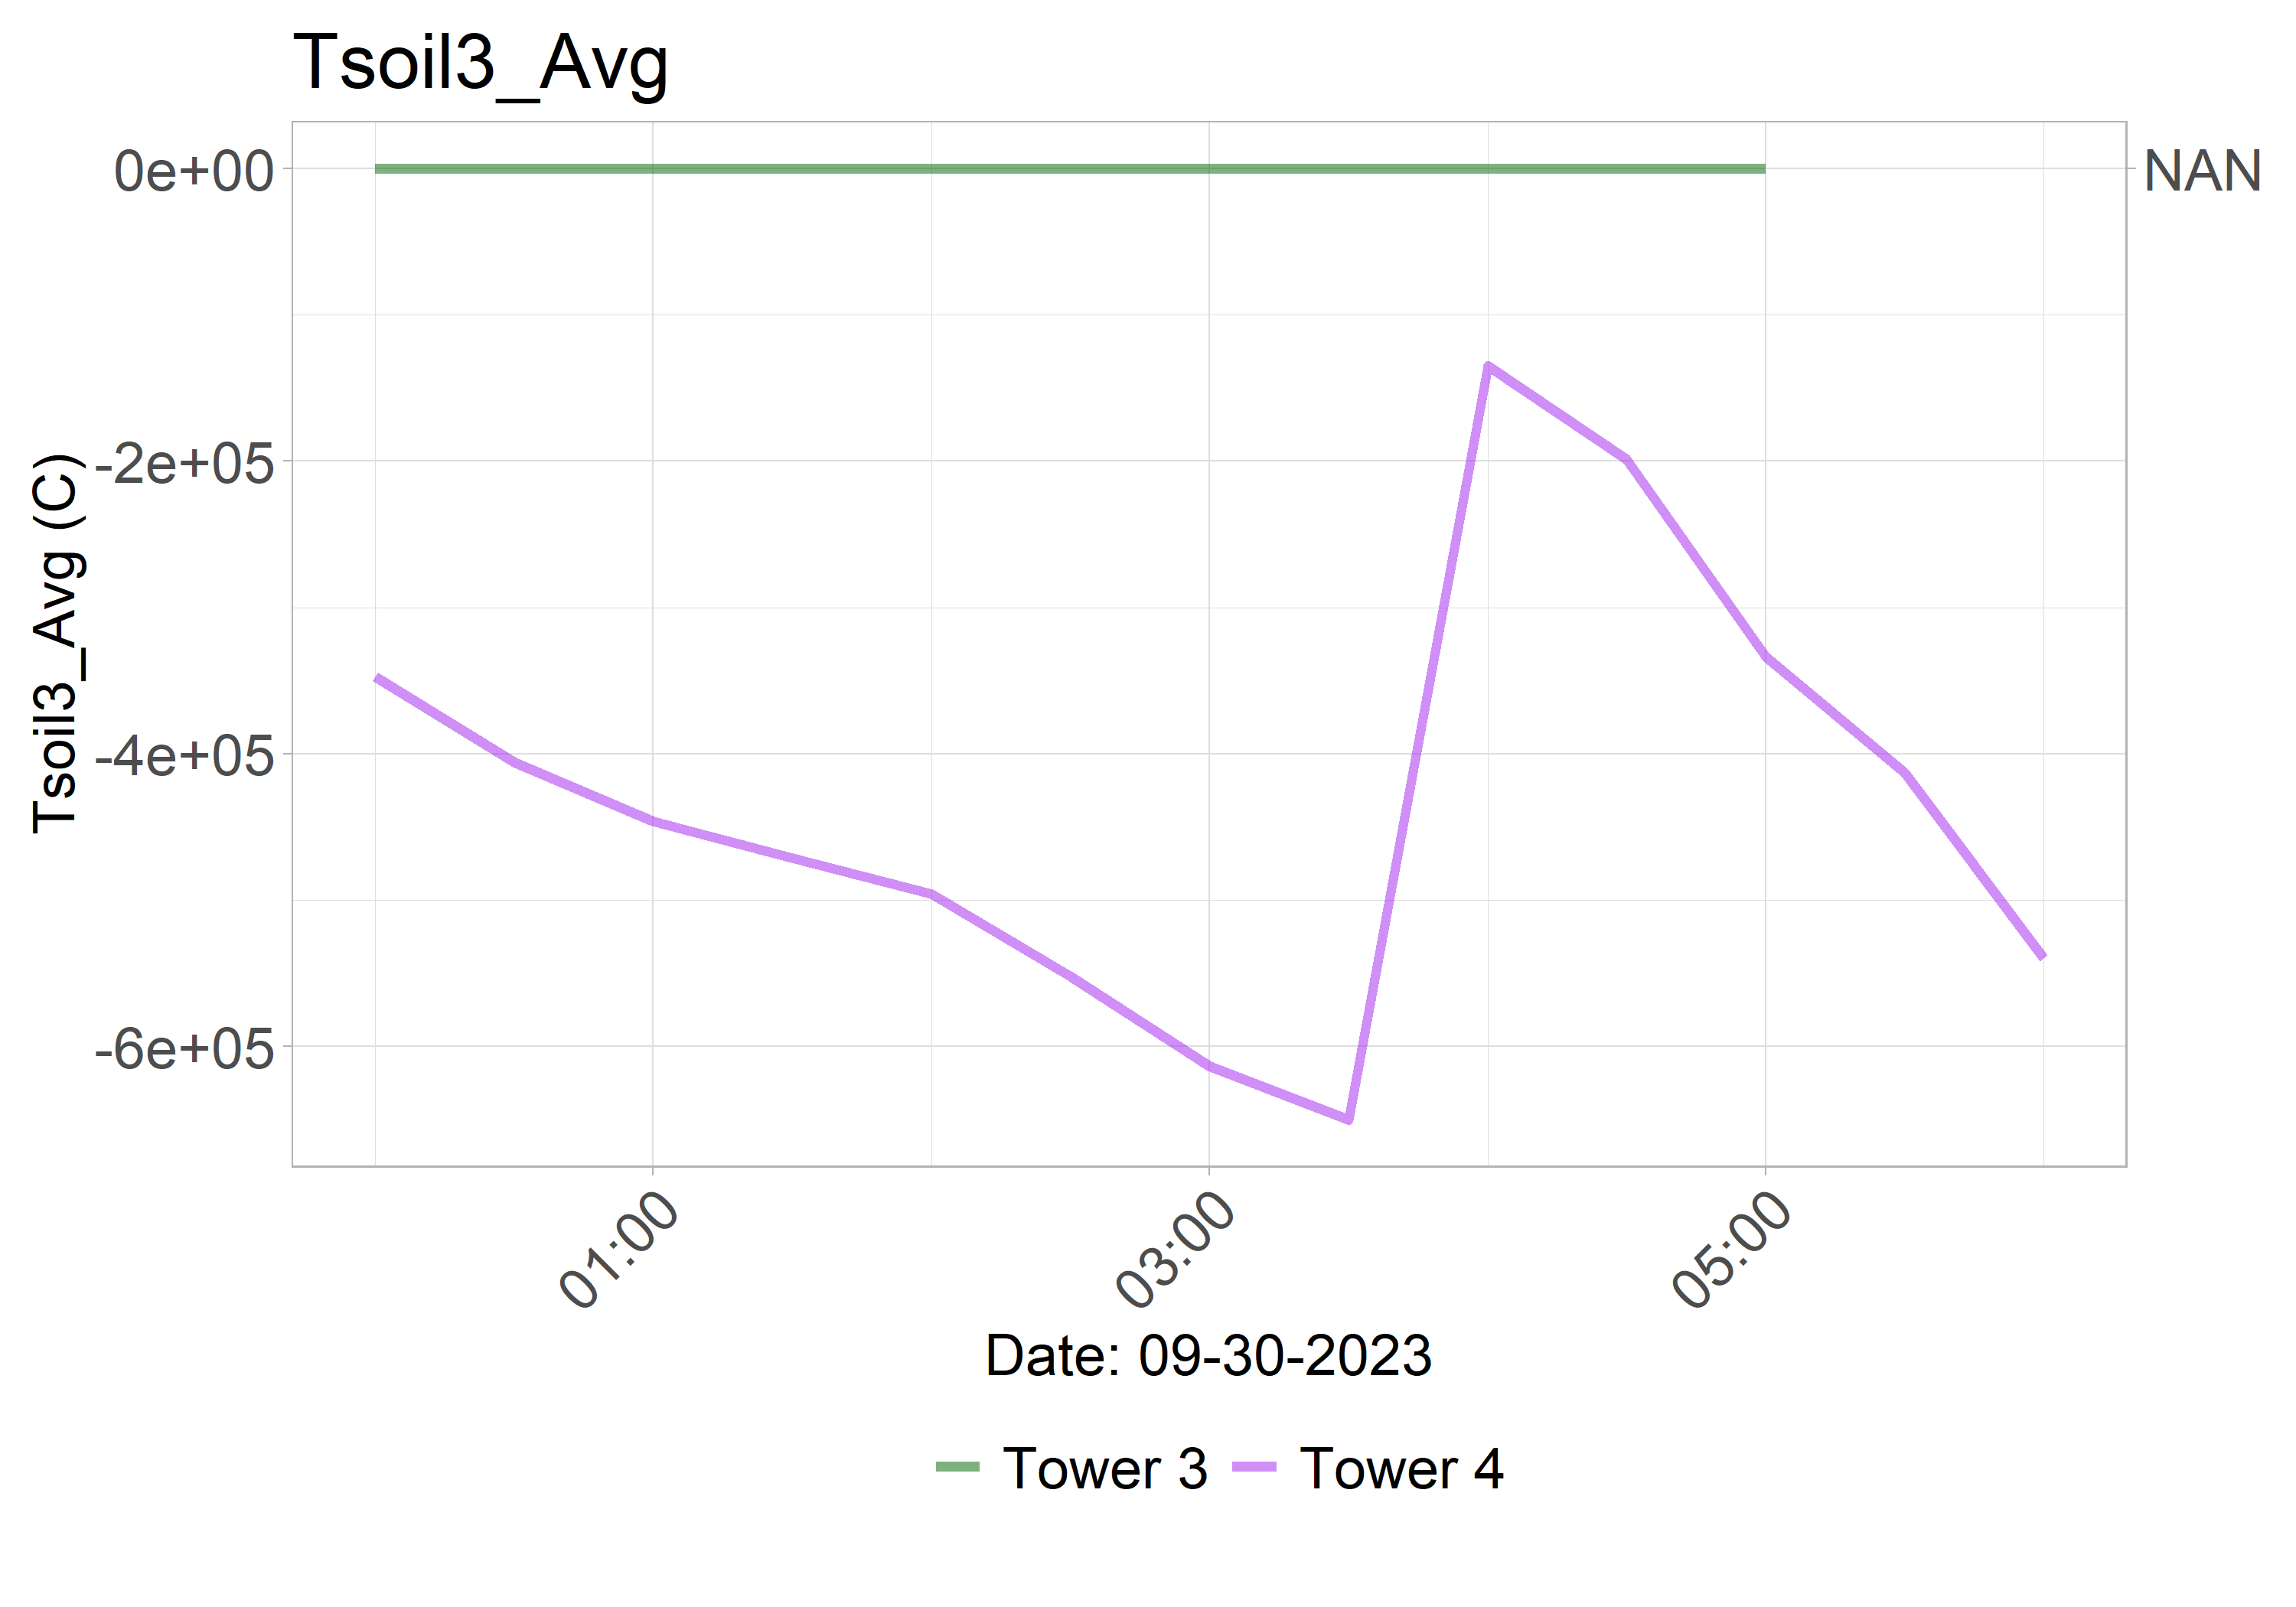 Tsoil3_Avg
0e+00
NAN
-2e+05
-4e+05
-6e+05
Tsoil3_Avg (C)
01:00
03:00
05:00
Date: 09-30-2023
Tower 3
Tower 4